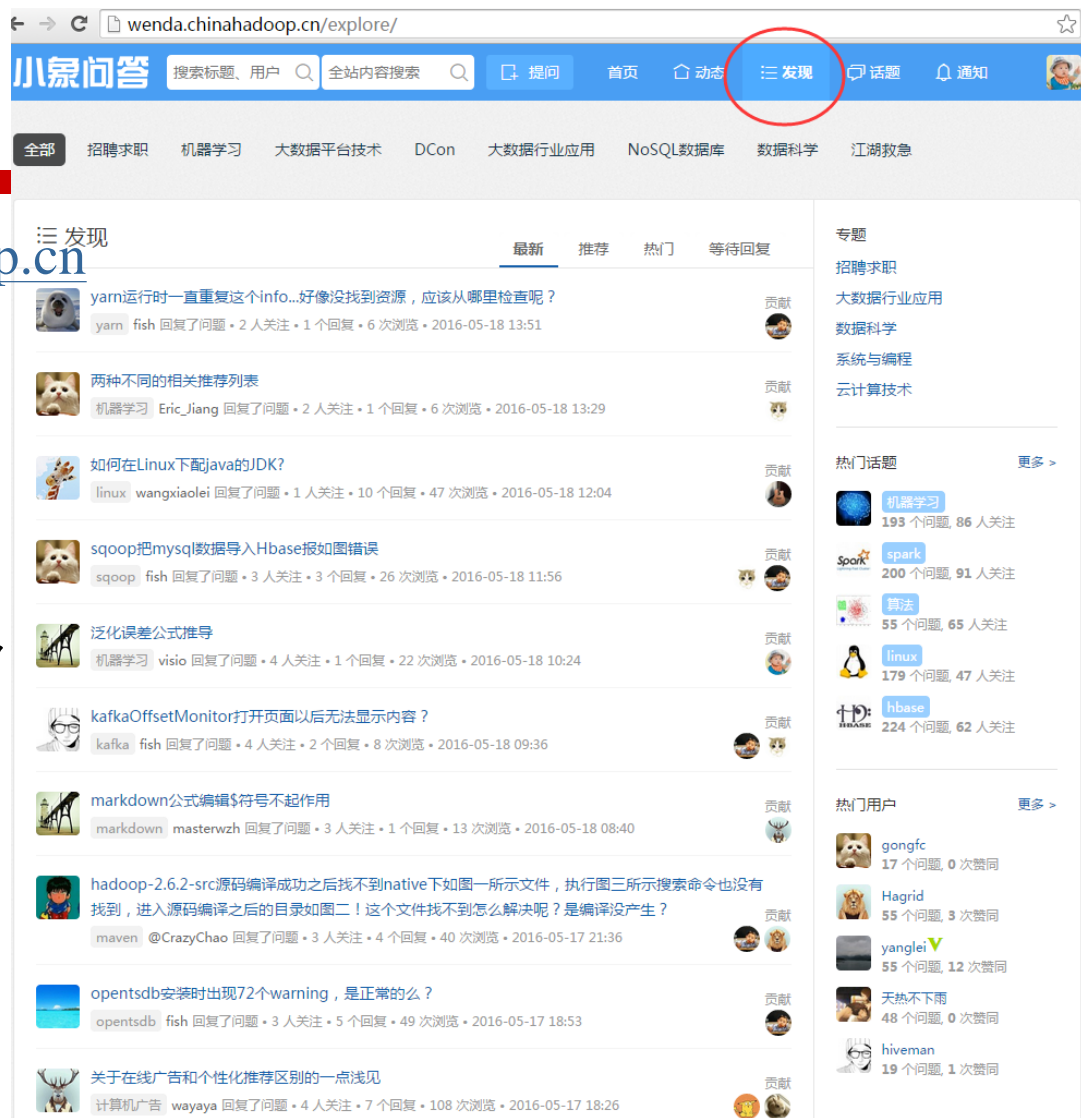 wenda.chinahadoop.cn/explore/
小象问答 搜索标题、用户 全站内容搜索 提问 首页 动态 发现 话题 通知
全部 招聘求职 机器学习 大数据平台技术 DCon 大数据行业应用 NoSQL数据库 数据科学 江湖救急
p.cn
发现 最新 推荐 热门 等待回复
yarn运行时一直重复这个info...好像没找到资源，应该从哪里检查呢？
贡献
yarn fish 回复了问题 • 2 人关注 • 1 个回复 • 6 次浏览 • 2016-05-18 13:51
两种不同的相关推荐列表
贡献
机器学习 Eric_Jiang 回复了问题 • 2 人关注 • 1 个回复 • 6 次浏览 • 2016-05-18 13:29
如何在Linux下配java的JDK?
贡献
linux wangxiaolei 回复了问题 • 1 人关注 • 10 个回复 • 47 次浏览 • 2016-05-18 12:04
sqoop把mysql数据导入Hbase报如图错误
贡献
sqoop fish 回复了问题 • 3 人关注 • 3 个回复 • 26 次浏览 • 2016-05-18 11:56
泛化误差公式推导
贡献
机器学习 visio 回复了问题 • 4 人关注 • 1 个回复 • 22 次浏览 • 2016-05-18 10:24
kafkaOffsetMonitor打开页面以后无法显示内容？
贡献
kafka fish 回复了问题 • 4 人关注 • 2 个回复 • 8 次浏览 • 2016-05-18 09:36
markdown公式编辑$符号不起作用
贡献
markdown masterwzh 回复了问题 • 3 人关注 • 1 个回复 • 13 次浏览 • 2016-05-18 08:40
hadoop-2.6.2-src源码编译成功之后找不到native下如图一所示文件，执行图三所示搜索命令也没有
找到，进入源码编译之后的目录如图二！这个文件找不到怎么解决呢？是编译没产生？
贡献
maven @CrazyChao 回复了问题 • 3 人关注 • 4 个回复 • 40 次浏览 • 2016-05-17 21:36
opentsdb安装时出现72个warning，是正常的么？
贡献
opentsdb fish 回复了问题 • 3 人关注 • 5 个回复 • 49 次浏览 • 2016-05-17 18:53
关于在线广告和个性化推荐区别的一点浅见
贡献
计算机广告 wayaya 回复了问题 • 4 人关注 • 7 个回复 • 108 次浏览 • 2016-05-17 18:26
专题
招聘求职
大数据行业应用
数据科学
系统与编程
云计算技术
热门话题 更多 >
机器学习
193 个问题, 86 人关注
Spark
spark
200 个问题, 91 人关注
算法
55 个问题, 65 人关注
linux
179 个问题, 47 人关注
HBASE
hbase
224 个问题, 62 人关注
热门用户 更多 >
gongfc
17 个问题, 0 次赞同
Hagrid
55 个问题, 3 次赞同
yanglei
55 个问题, 12 次赞同
天热不下雨
48 个问题, 0 次赞同
hiveman
19 个问题, 1 次赞同